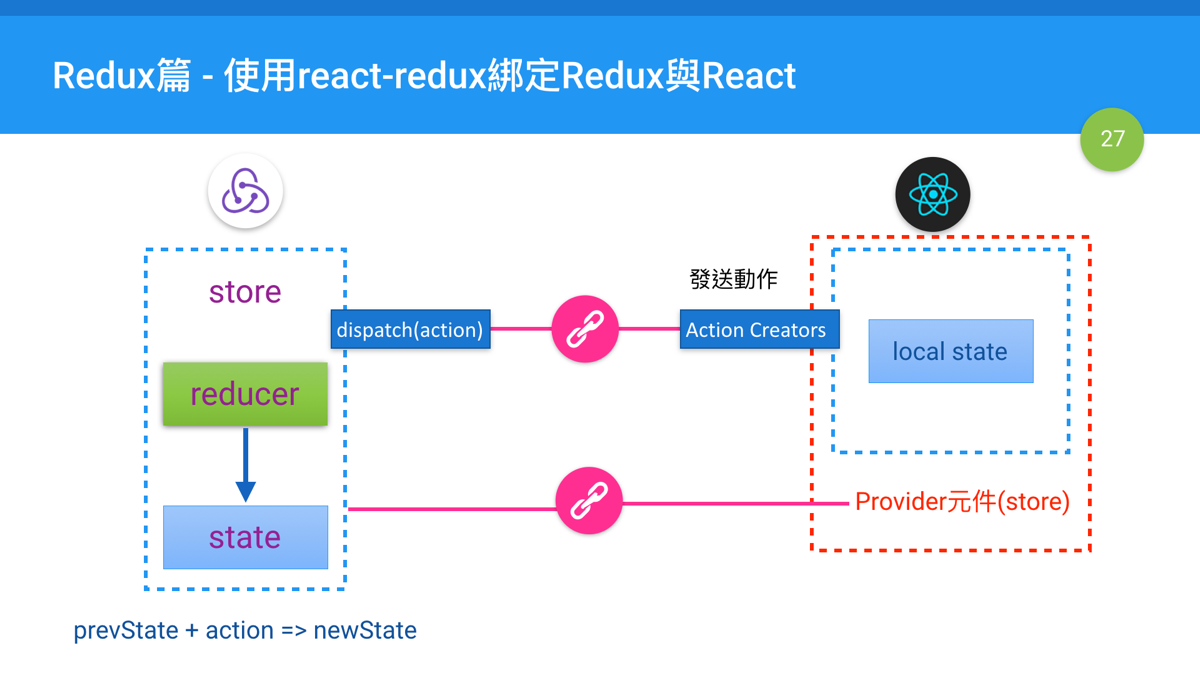 Redux篇 - 使用react-redux綁定Redux與React
27
store
發送動作
dispatch(action)
Action Creators
local state
reducer
state
Provider元件(store)
prevState + action => newState